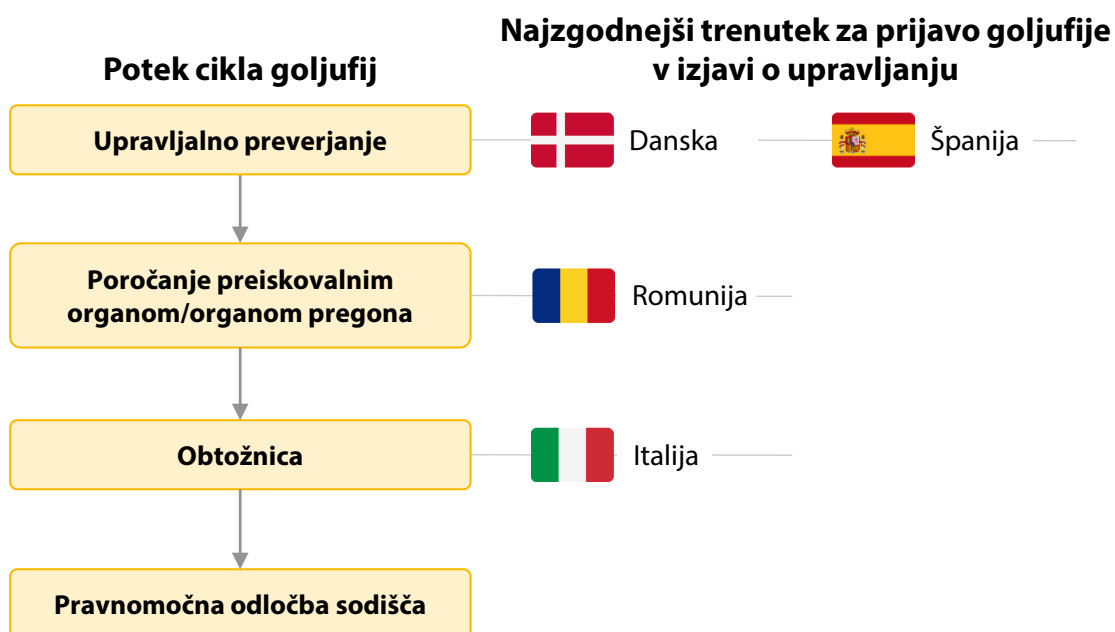 Potek cikla goljufij
Najzgodnejši trenutek za prijavo goljufije
v izjavi o upravljanju
Upravljalno preverjanje
Danska
Španija
Poročanje preiskovalnim
organom/organom pregona
Romunija
Obtožnica
Italija
Pravnomočna odločba sodišča